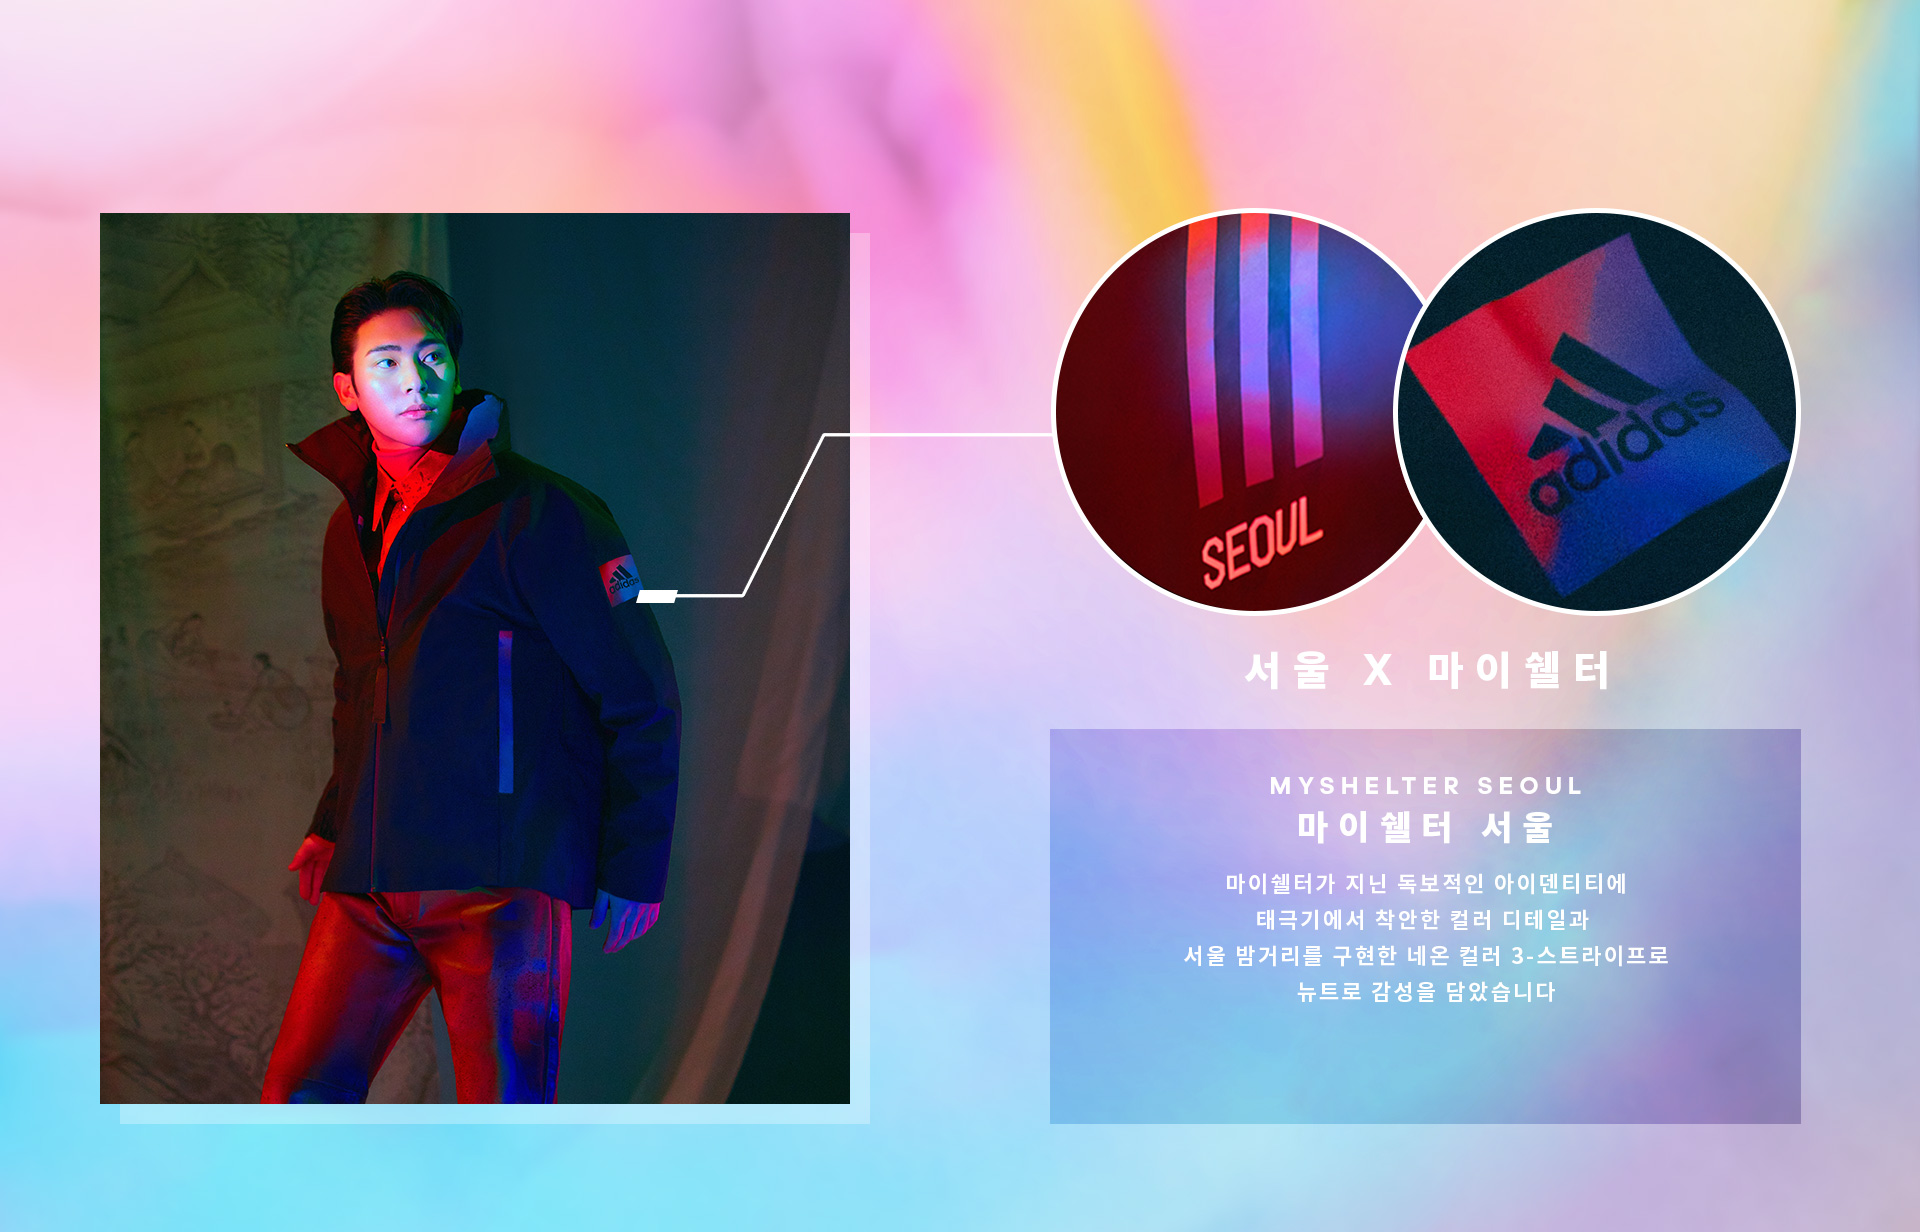 adidas
SEOUL
adidas
서울 X 마이쉘터
MYSHELTER SEOUL
마이쉘터 서울
마이쉘터가 지닌 독보적인 아이덴티티에
태극기에서 착안한 컬러 디테일과
서울 밤거리를 구현한 네온 컬러 3-스트라이프로
뉴트로 감성을 담았습니다